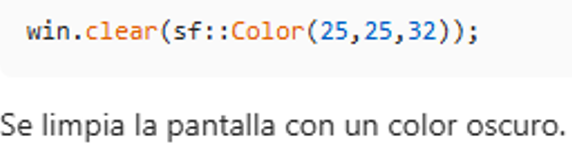 win.clear(sf::Color(25,25,32));
Se limpia la pantalla con un color oscuro.